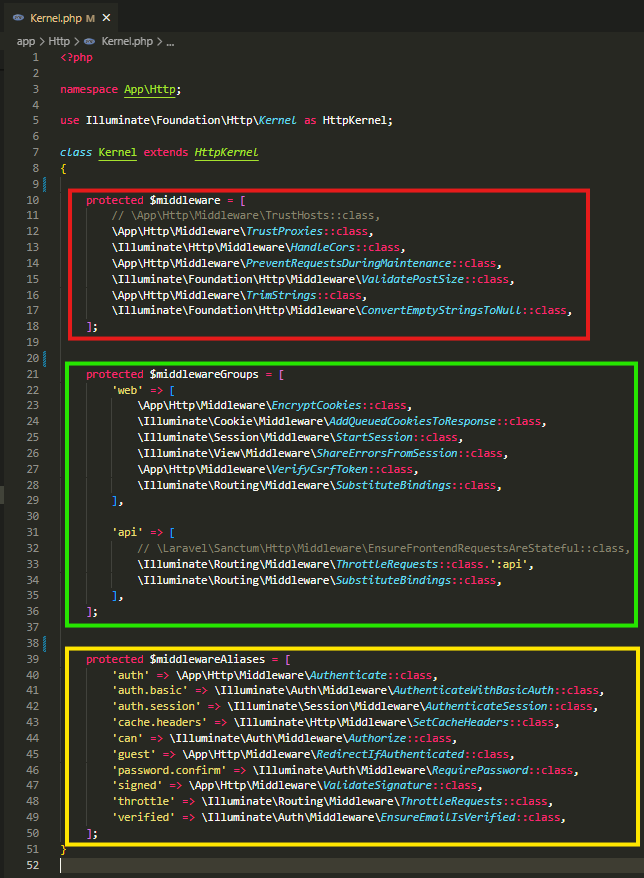 Kernel.php M ×
app > Http > Kernel.php > ...
1 <?php
2
3 namespace App\Http;
4
5 use Illuminate\Foundation\Http\Kernel as HttpKernel;
6
7 class Kernel extends HttpKernel
8 {
9
10 protected $middleware = [
11 // \App\Http\Middleware\TrustHosts::class,
12 \App\Http\Middleware\TrustProxies::class,
13 \Illuminate\Http\Middleware\HandleCors::class,
14 \App\Http\Middleware\PreventRequestsDuringMaintenance::class,
15 \Illuminate\Foundation\Http\Middleware\ValidatePostSize::class,
16 \App\Http\Middleware\TrimStrings::class,
17 \Illuminate\Foundation\Http\Middleware\ConvertEmptyStringsToNull::class,
18 ];
19
20
21 protected $middlewareGroups = [
22 'web' => [
23 \App\Http\Middleware\EncryptCookies::class,
24 \Illuminate\Cookie\Middleware\AddQueuedCookiesToResponse::class,
25 \Illuminate\Session\Middleware\StartSession::class,
26 \Illuminate\View\Middleware\ShareErrorsFromSession::class,
27 \App\Http\Middleware\VerifyCsrfToken::class,
28 \Illuminate\Routing\Middleware\SubstituteBindings::class,
29 ],
30
31 'api' => [
32 // \Laravel\Sanctum\Http\Middleware\EnsureFrontendRequestsAreStateful::class,
33 \Illuminate\Routing\Middleware\ThrottleRequests::class.':api',
34 \Illuminate\Routing\Middleware\SubstituteBindings::class,
35 ],
36 ];
37
38
39 protected $middlewareAliases = [
40 'auth' => \App\Http\Middleware\Authenticate::class,
41 'auth.basic' => \Illuminate\Auth\Middleware\AuthenticateWithBasicAuth::class,
42 'auth.session' => \Illuminate\Session\Middleware\AuthenticateSession::class,
43 'cache.headers' => \Illuminate\Http\Middleware\SetCacheHeaders::class,
44 'can' => \Illuminate\Auth\Middleware\Authorize::class,
45 'guest' => \App\Http\Middleware\RedirectIfAuthenticated::class,
46 'password.confirm' => \Illuminate\Auth\Middleware\RequirePassword::class,
47 'signed' => \App\Http\Middleware\ValidateSignature::class,
48 'throttle' => \Illuminate\Routing\Middleware\ThrottleRequests::class,
49 'verified' => \Illuminate\Auth\Middleware\EnsureEmailIsVerified::class,
50 ];
51 }
52